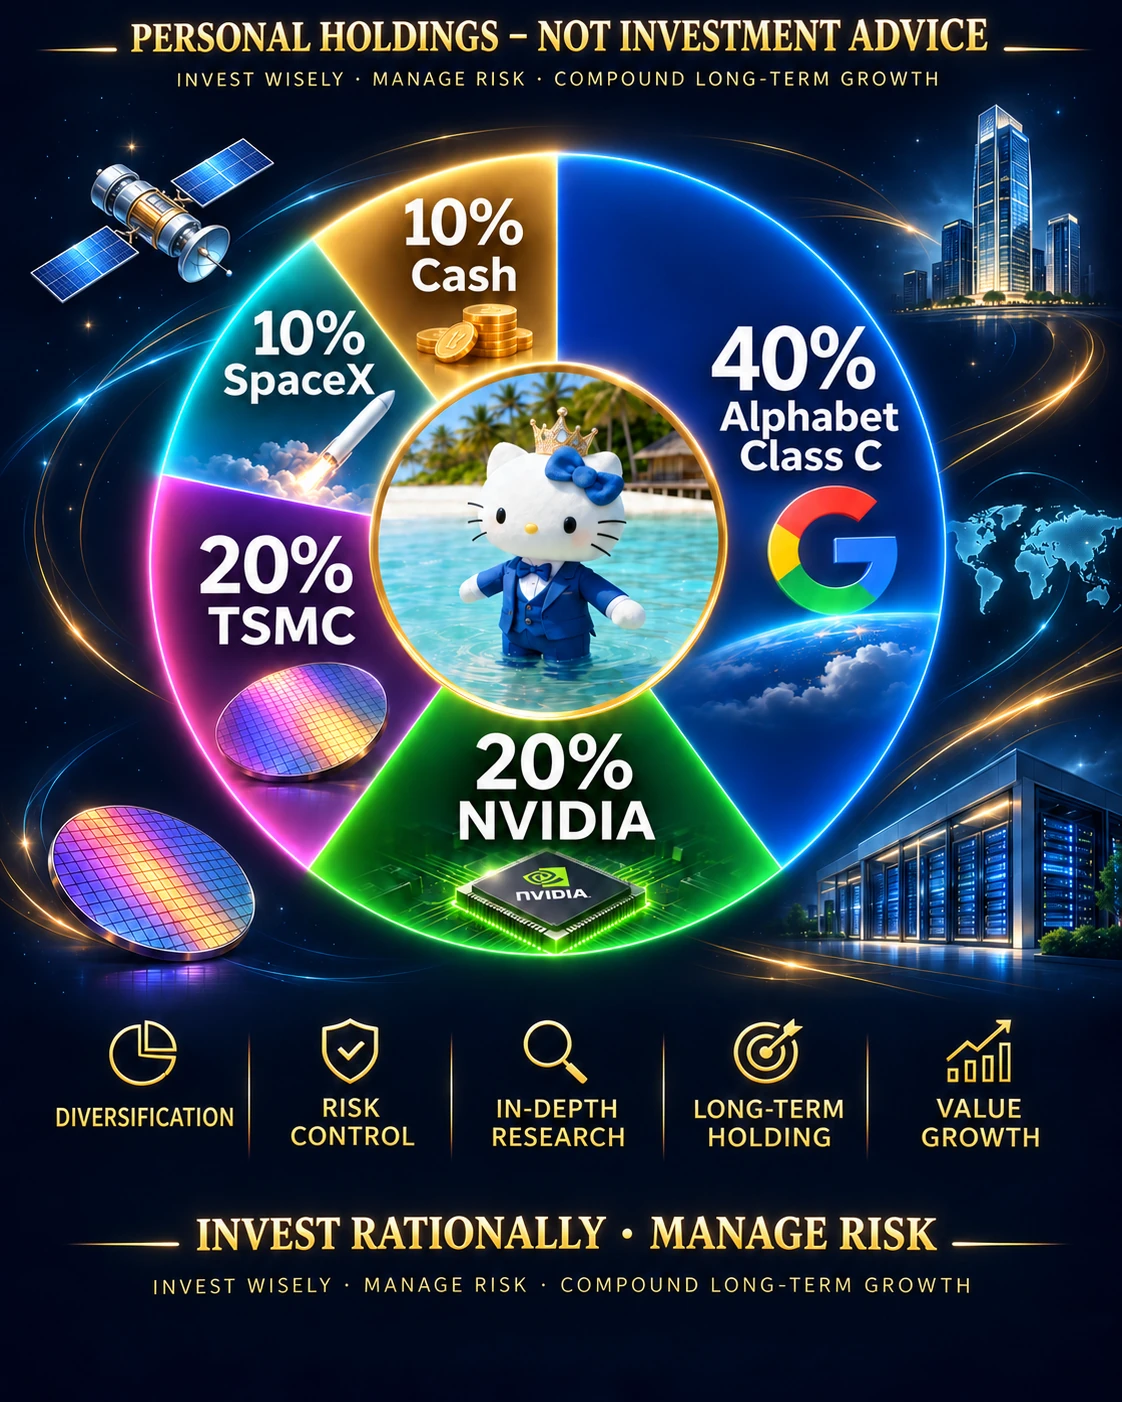 PERSONAL HOLDINGS – NOT INVESTMENT ADVICE
INVEST WISELY · MANAGE RISK · COMPOUND LONG-TERM GROWTH
10%
Cash
10%
SpaceX
40%
Alphabet
Class C
20%
TSMC
20%
NVIDIA
NVIDIA.
DIVERSIFICATION
RISK
CONTROL
IN-DEPTH
RESEARCH
LONG-TERM
HOLDING
VALUE
GROWTH
INVEST RATIONALLY • MANAGE RISK
INVEST WISELY · MANAGE RISK · COMPOUND LONG-TERM GROWTH